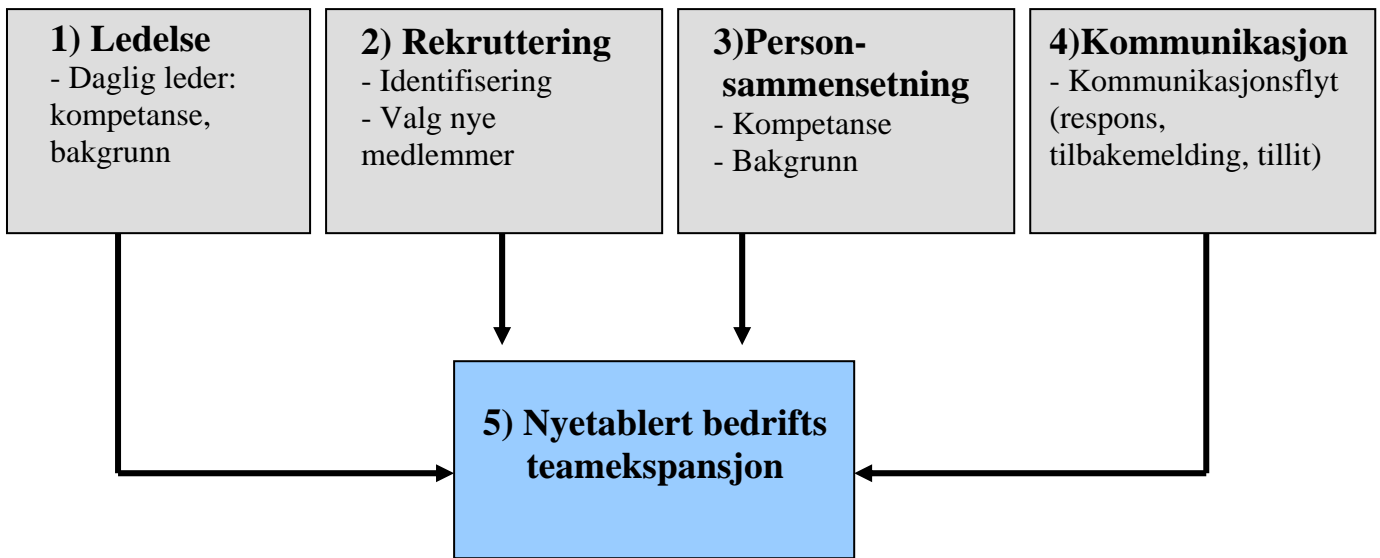 1) Ledelse
- Daglig leder:
kompetanse,
bakgrunn
2) Rekruttering
- Identifisering
- Valg nye
medlemmer
3)Person-
sammensetning
- Kompetanse
- Bakgrunn
4)Kommunikasjon
- Kommunikasjonsflyt
(respons,
tilbakemelding, tillit)
5) Nyetablert bedrifts
teamekspansjon